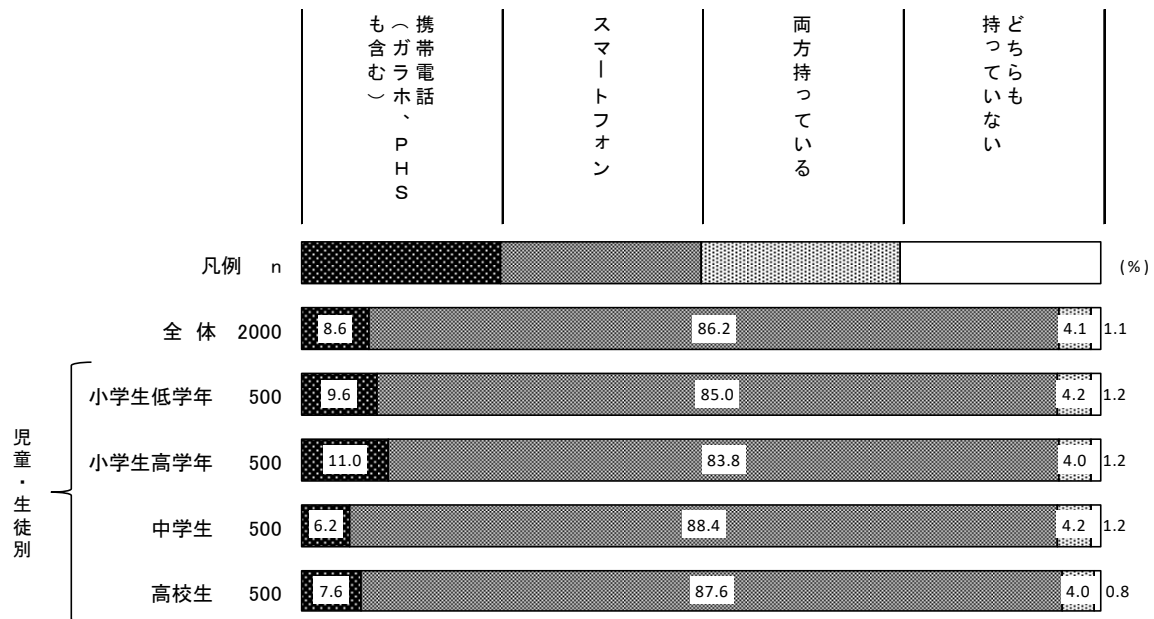 携帯電話
（ガラホ、PHS
も含む）
スマートフォン
両方持っている
どちらも
持っていない
凡例 n
(%)
全 体 2000 8.6 86.2 4.1 1.1
児童・生徒別
小学生低学年 500 9.6 85.0 4.2 1.2
小学生高学年 500 11.0 83.8 4.0 1.2
中学生 500 6.2 88.4 4.2 1.2
高校生 500 7.6 87.6 4.0 0.8